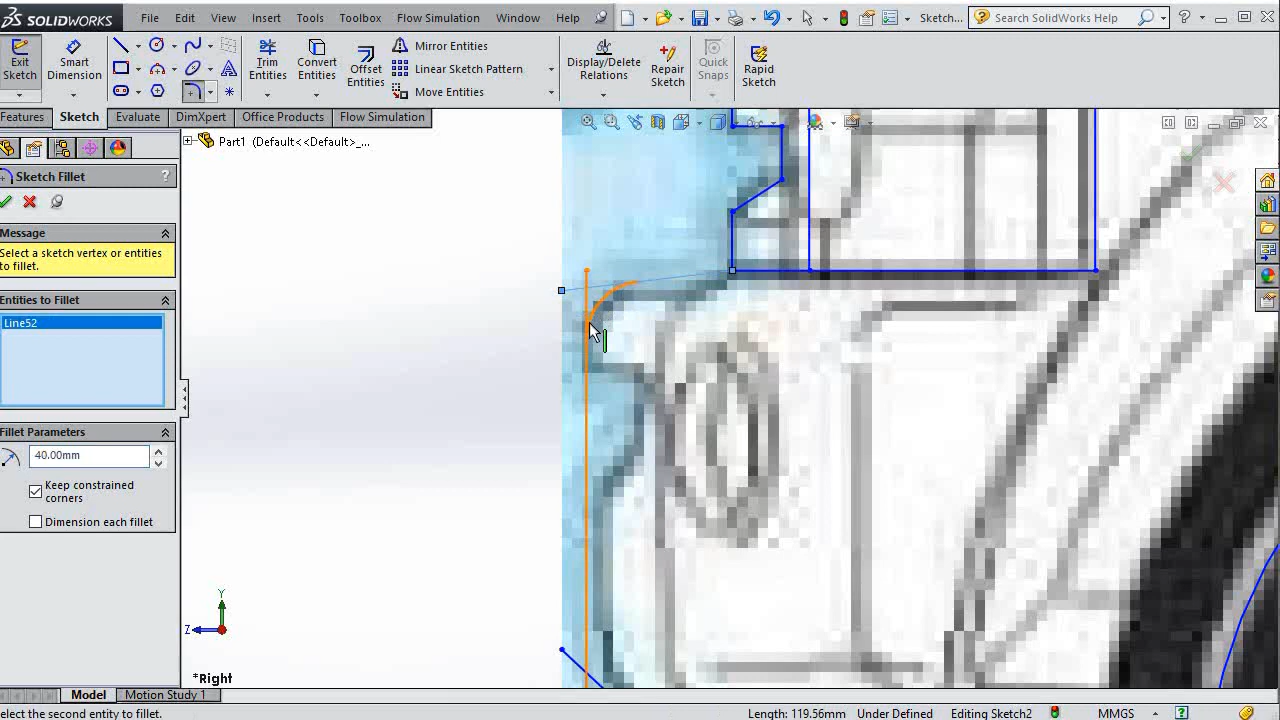 SOLIDWORKS File Edit View Insert Tools Toolbox Flow Simulation Window Help Sketch... Search SolidWorks Help
Exit Sketch
Smart Dimension
Trim Entities
Convert Entities
Offset Entities
Mirror Entities
Linear Sketch Pattern
Move Entities
Display/Delete Relations
Repair Sketch
Quick Snaps
Rapid Sketch
Features Sketch Evaluate DimXpert Office Products Flow Simulation
Part1 (Default<<Default>_...
Sketch Fillet ?
Message
Select a sketch vertex or entities
to fillet.
Entities to Fillet
Line52
Fillet Parameters
40.00mm
Keep constrained
corners
Dimension each fillet
Y
Z
*Right
Model Motion Study 1
elect the second entity to fillet. Length: 119.56mm Under Defined Editing Sketch2 MMGS